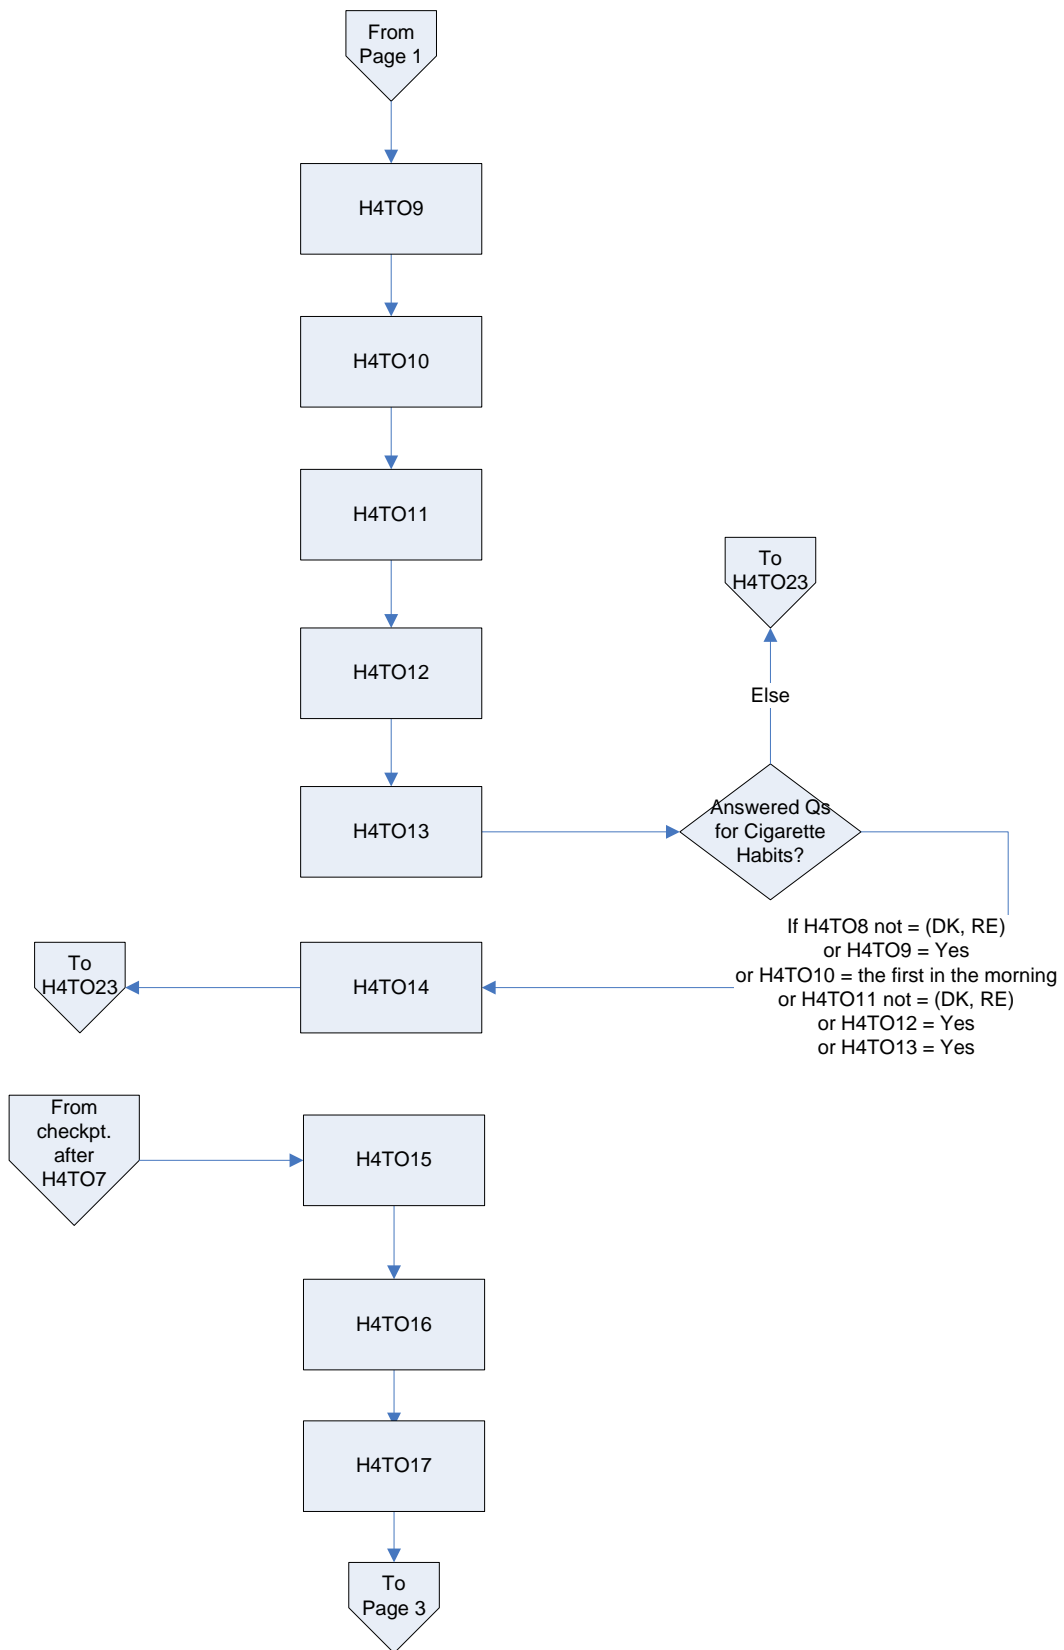 From
Page 1
H4TO9
H4TO10
H4TO11
H4TO12
H4TO13
To
H4TO23
Else
Answered Qs
for Cigarette
Habits?
If H4TO8 not = (DK, RE)
or H4TO9 = Yes
or H4TO10 = the first in the morning
or H4TO11 not = (DK, RE)
or H4TO12 = Yes
or H4TO13 = Yes
H4TO14
To
H4TO23
From
checkpt.
after
H4TO7
H4TO15
H4TO16
H4TO17
To
Page 3